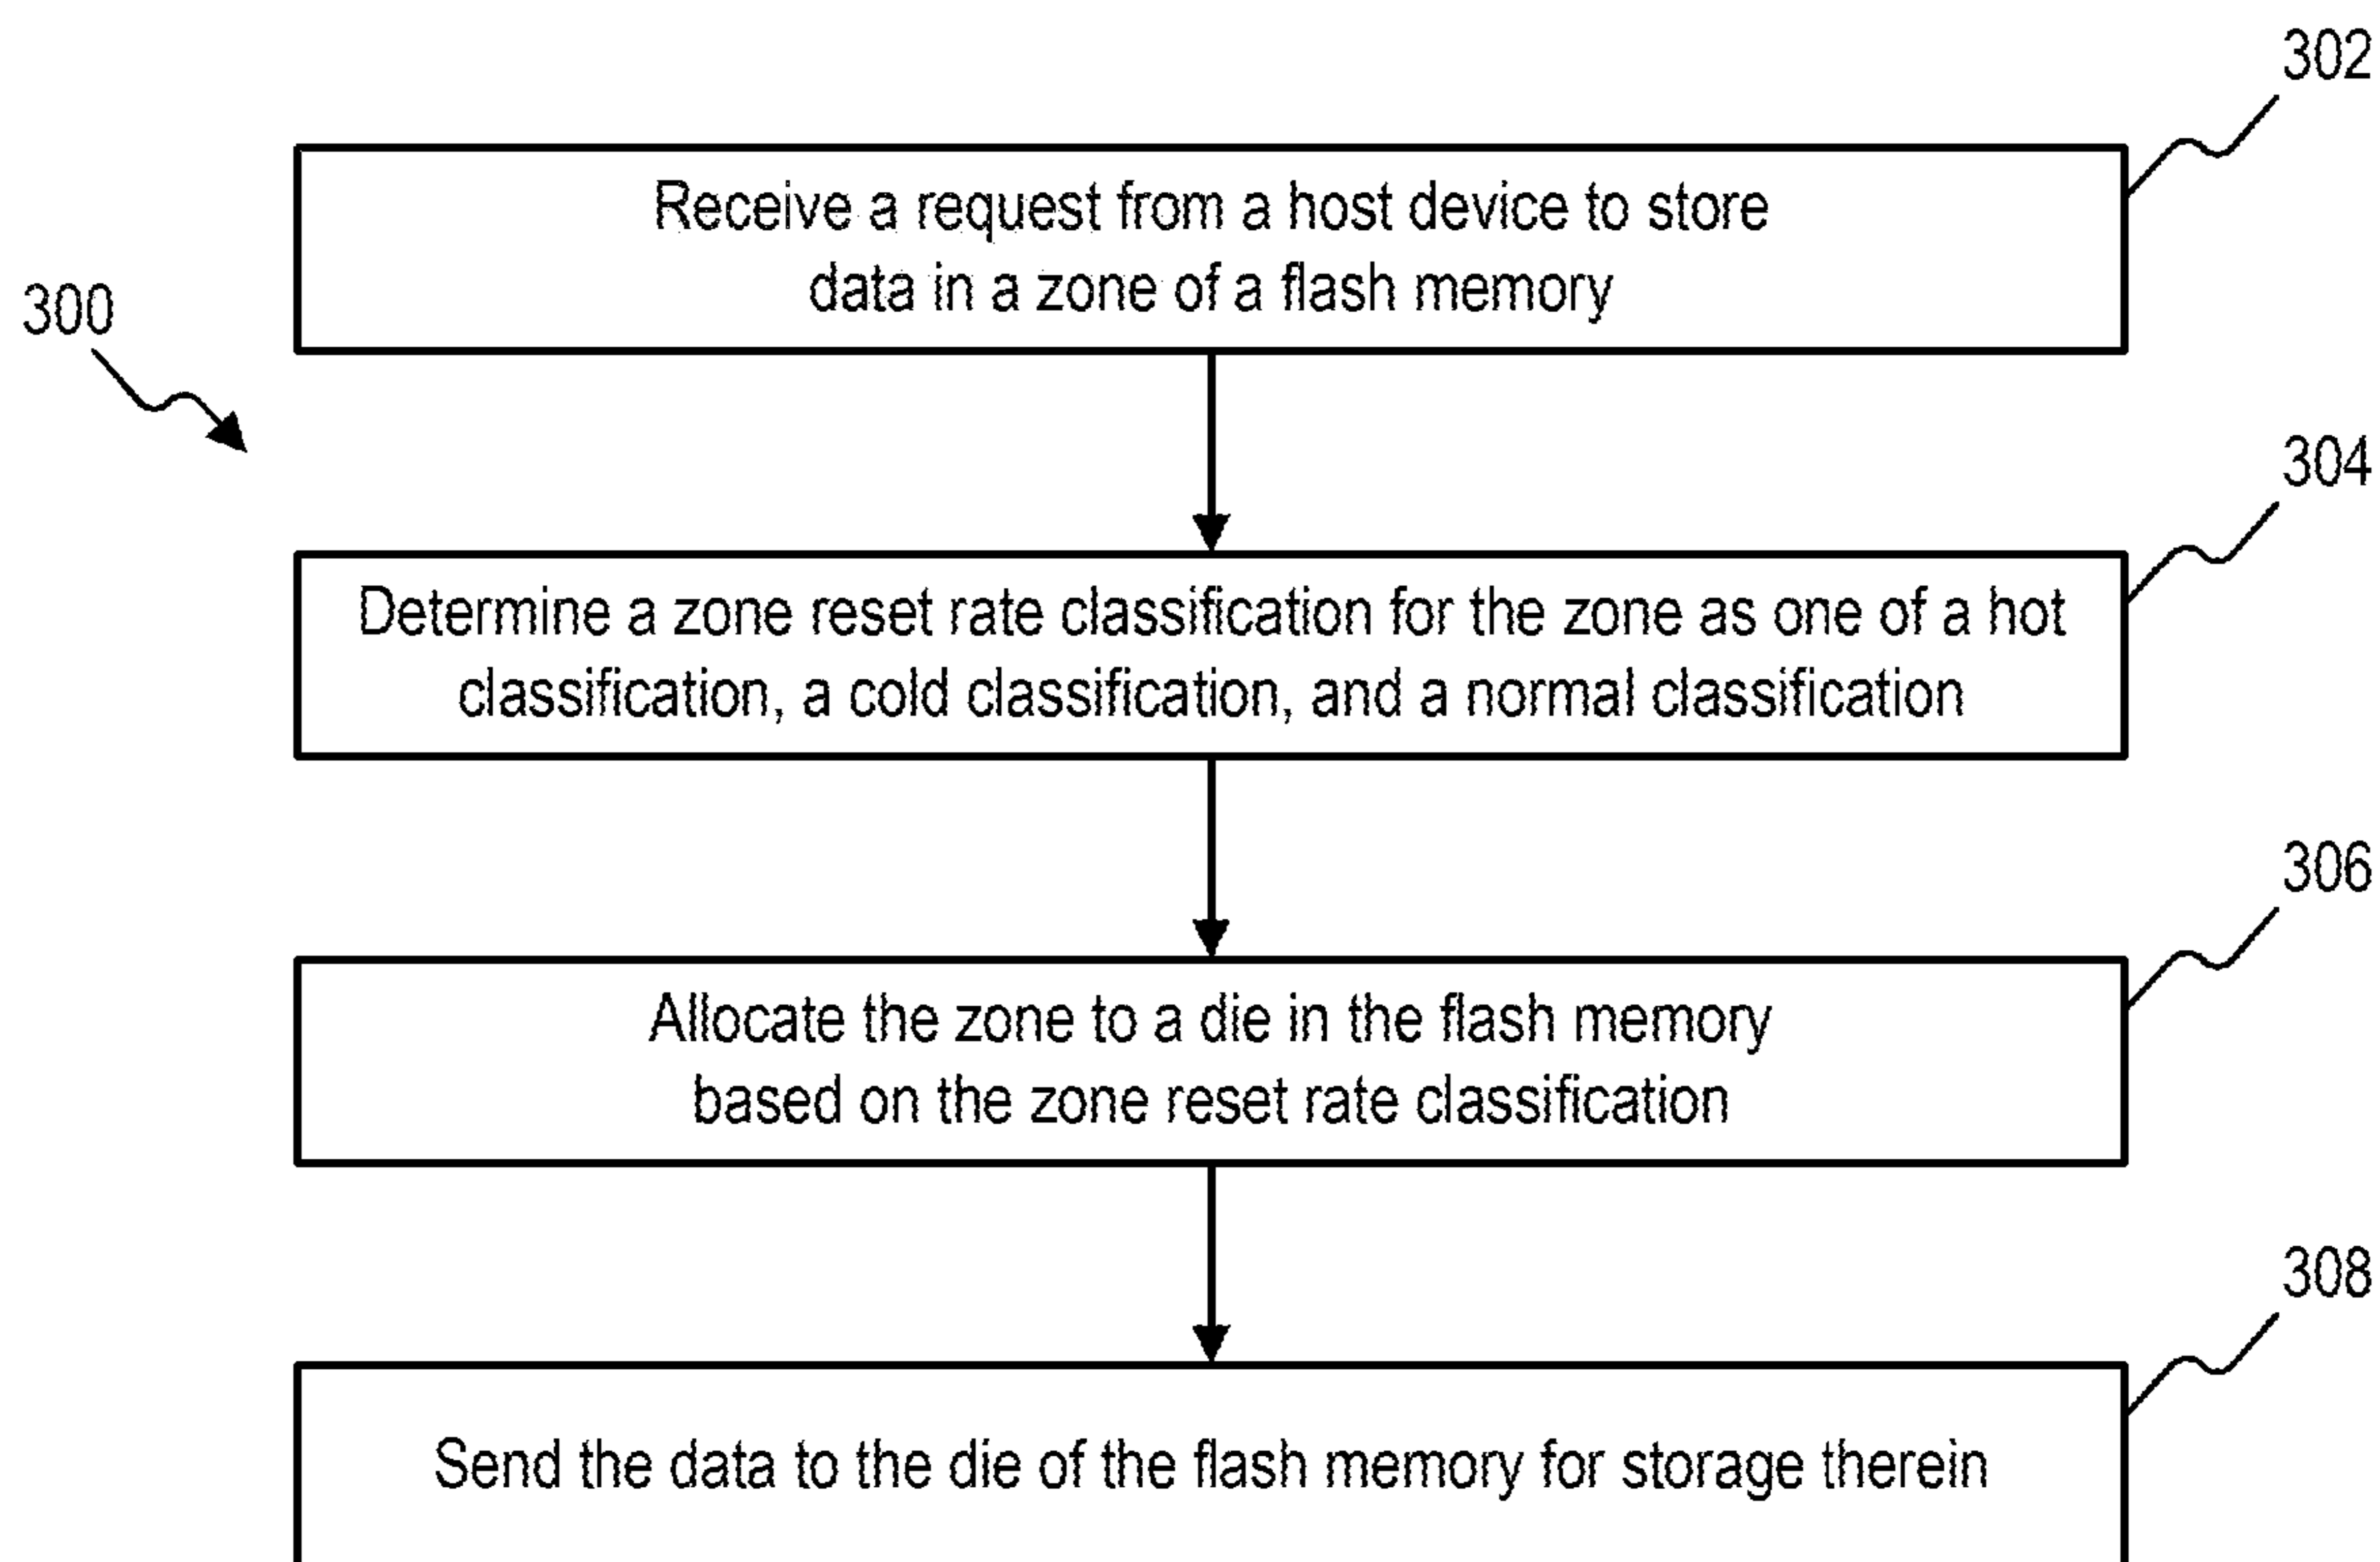 302
Receive a request from a host device to store
data in a zone of a flash memory
300
304
Determine a zone reset rate classification for the zone as one of a hot
classification, a cold classification, and a normal classification
306
Allocate the zone to a die in the flash memory
based on the zone reset rate classification
308
Send the data to the die of the flash memory for storage therein